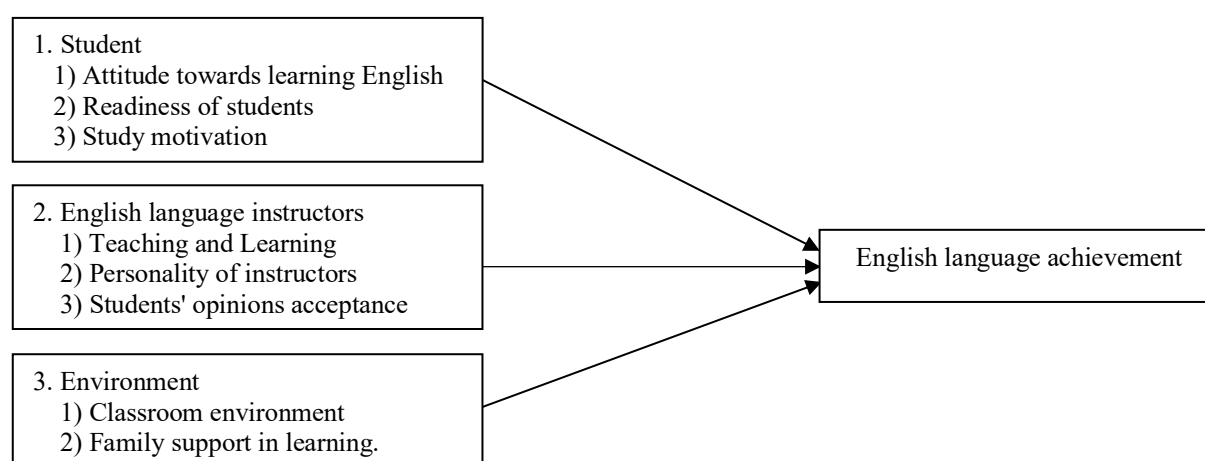 1. Student
1) Attitude towards learning English
2) Readiness of students
3) Study motivation
2. English language instructors
1) Teaching and Learning
2) Personality of instructors
3) Students' opinions acceptance
English language achievement
3. Environment
1) Classroom environment
2) Family support in learning.